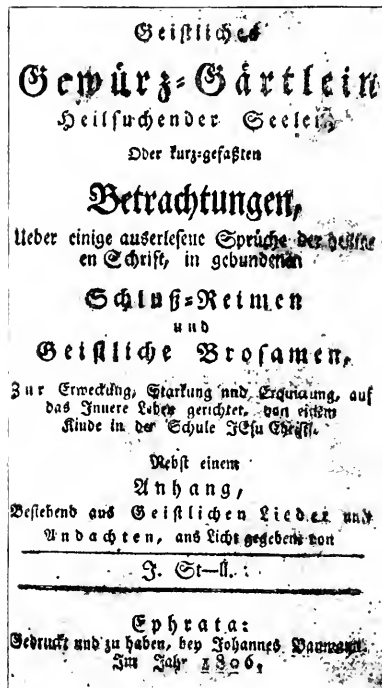 Geistliches
Gewürz-Gärtlein
Heilsuchender Seelen,
Oder kurz-gefaßten
Betrachtungen,
Ueber einige auserlesene Sprüche der heilig-
en Schrift, in gebundenen
Schluß-Reimen
und
Geistliche Brosamen,
Zur Erweckung, Starkung und Erquickung, auf
das Innere Leben gerichtet, von einem
Kinde in der Schule JEsu Christi.
Nebst einem
Anhang,
Bestehend aus Geistlichen Lieder und
Andachten, ans Licht gegeben von
J. St—ll.:
Ephrata:
Gedruckt und zu haben, bey Johannes Baumann.
Im Jahr 1806.